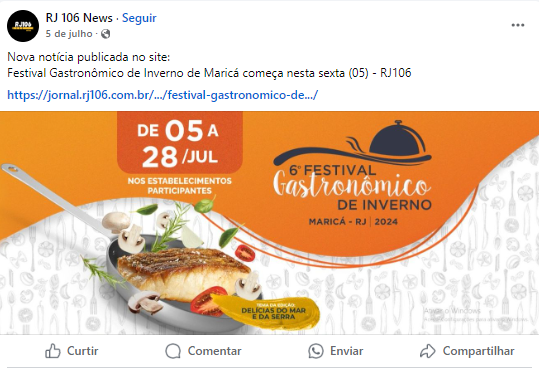 RJ106
RJ 106 News · Seguir
5 de julho ·
Nova notícia publicada no site:
Festival Gastronômico de Inverno de Maricá começa nesta sexta (05) - RJ106
https://jornal.rj106.com.br/.../festival-gastronomico-de.../
DE 05 A
28/JUL
NOS ESTABELECIMENTOS
PARTICIPANTES
6º FESTIVAL
Gastronômico
DE INVERNO
MARICÁ - RJ | 2024
TEMA DA EDIÇÃO
DELÍCIAS DO MAR
E DA SERRA
Ativar o Windows
Curtir
Comentar
Enviar
Compartilhar